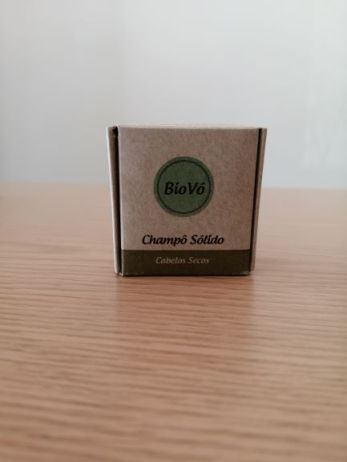 BioVó
Champô Sólido
Cabelos Secos